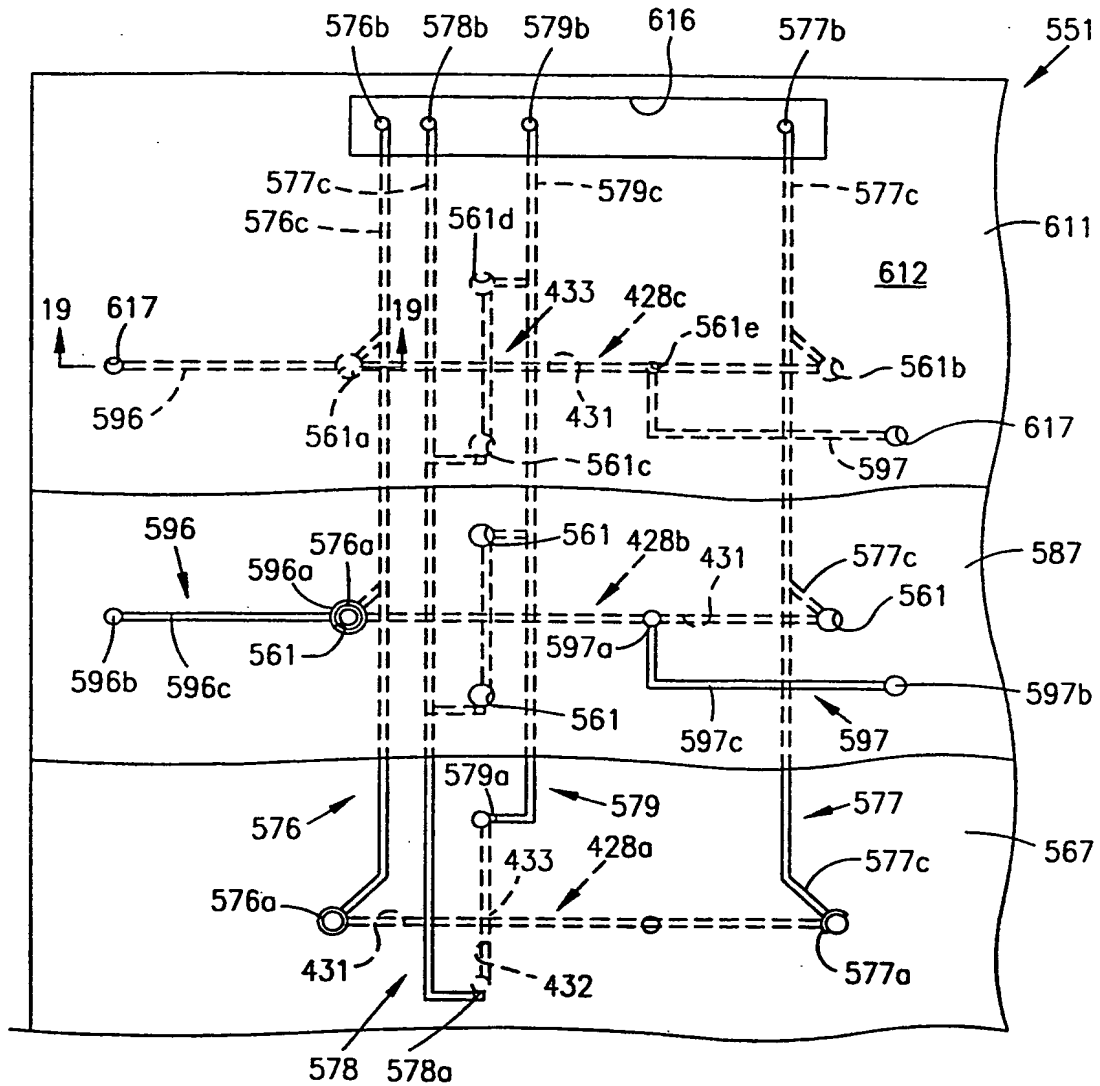 576b 578b 579b 616 577b 551
577c 579c 577c
576c 561d 611
612
19 617 19 433 428c 561e 561b
596 561a 431
561c 597 617
596 576a 561 428b 577c 587
596a 431
561 597a 561
596b 596c 561 597c 597 597b
579a
576 579 577
433 428a 567
577c
576a
431 432 577a
578 578a